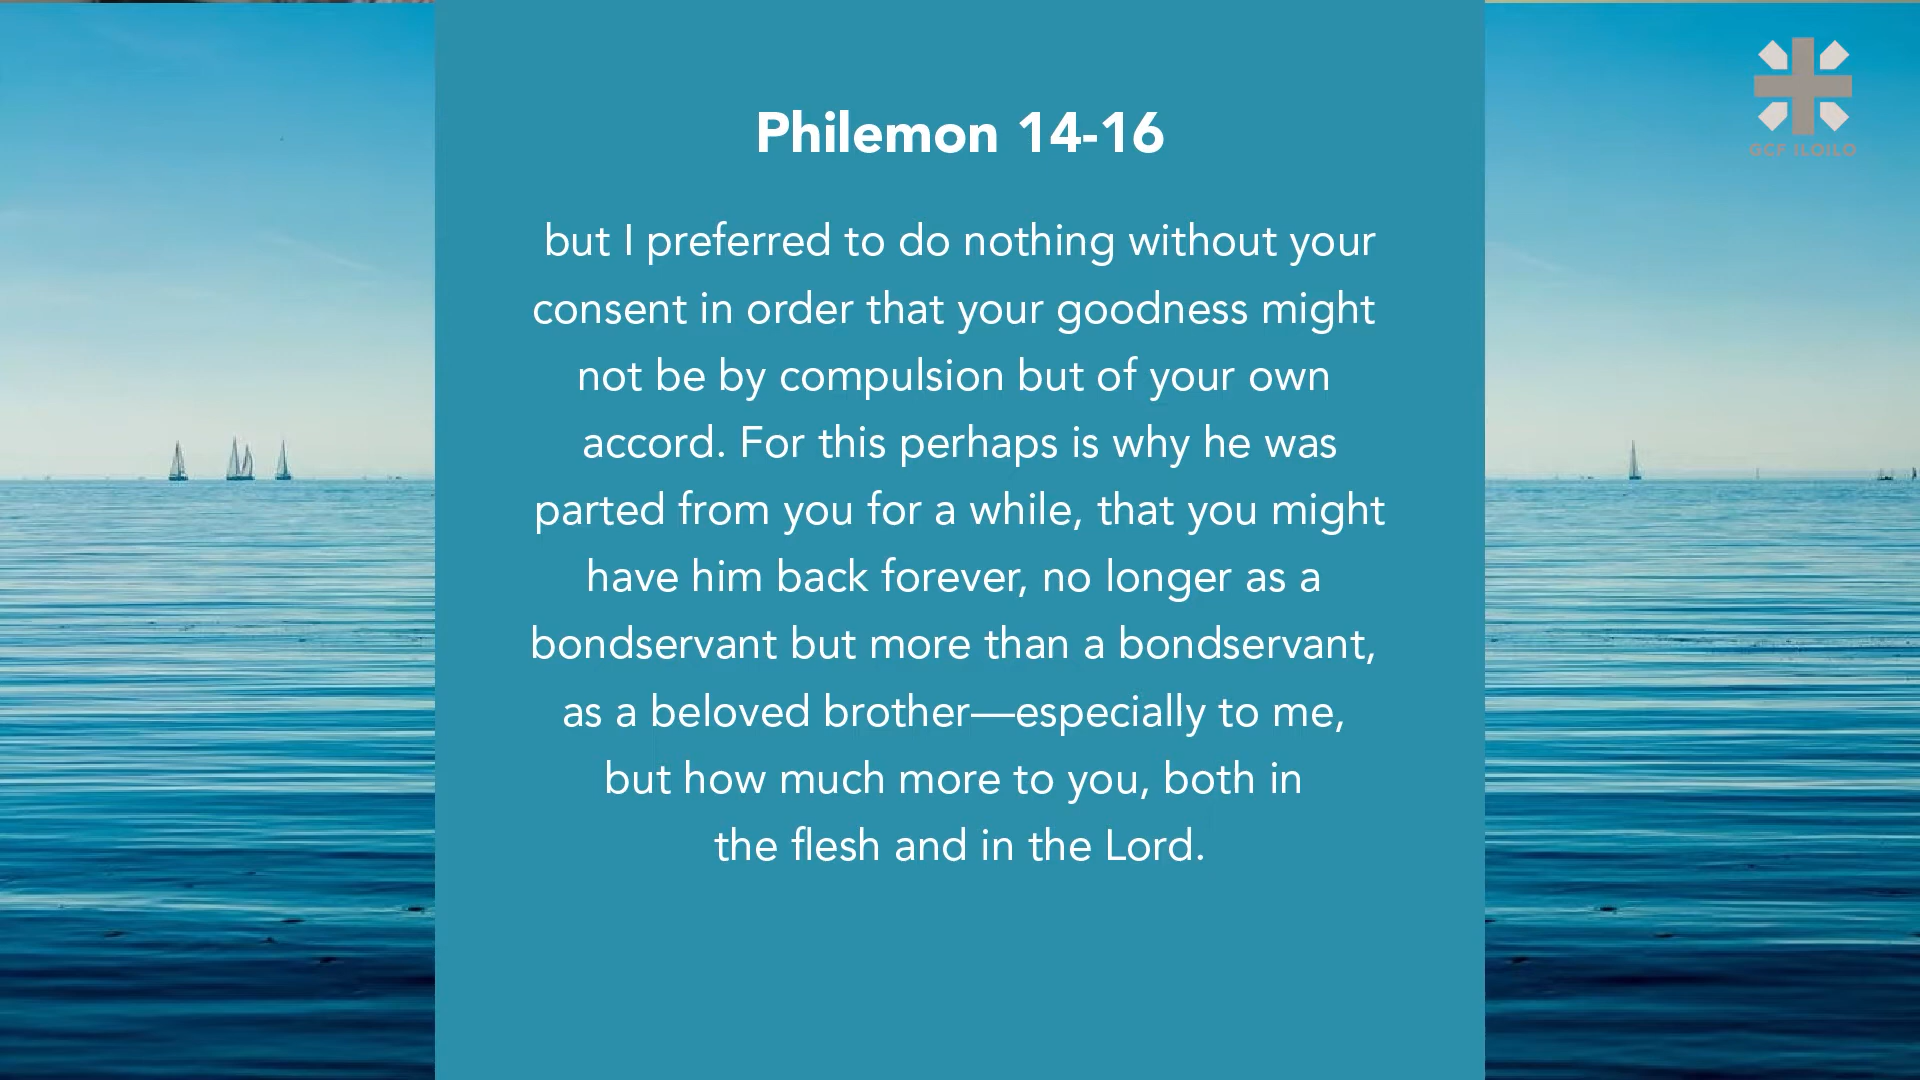 Philemon 14-16
GCF ILOILO
but I preferred to do nothing without your
consent in order that your goodness might
not be by compulsion but of your own
accord. For this perhaps is why he was
parted from you for a while, that you might
have him back forever, no longer as a
bondservant but more than a bondservant,
as a beloved brother—especially to me,
but how much more to you, both in
the flesh and in the Lord.